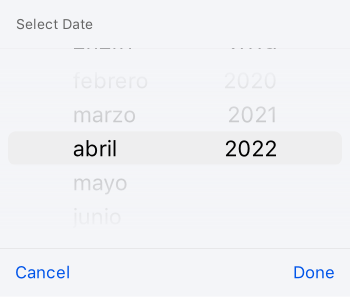 Select Date
febrero 2020
marzo 2021
abril 2022
mayo
junio
Cancel Done